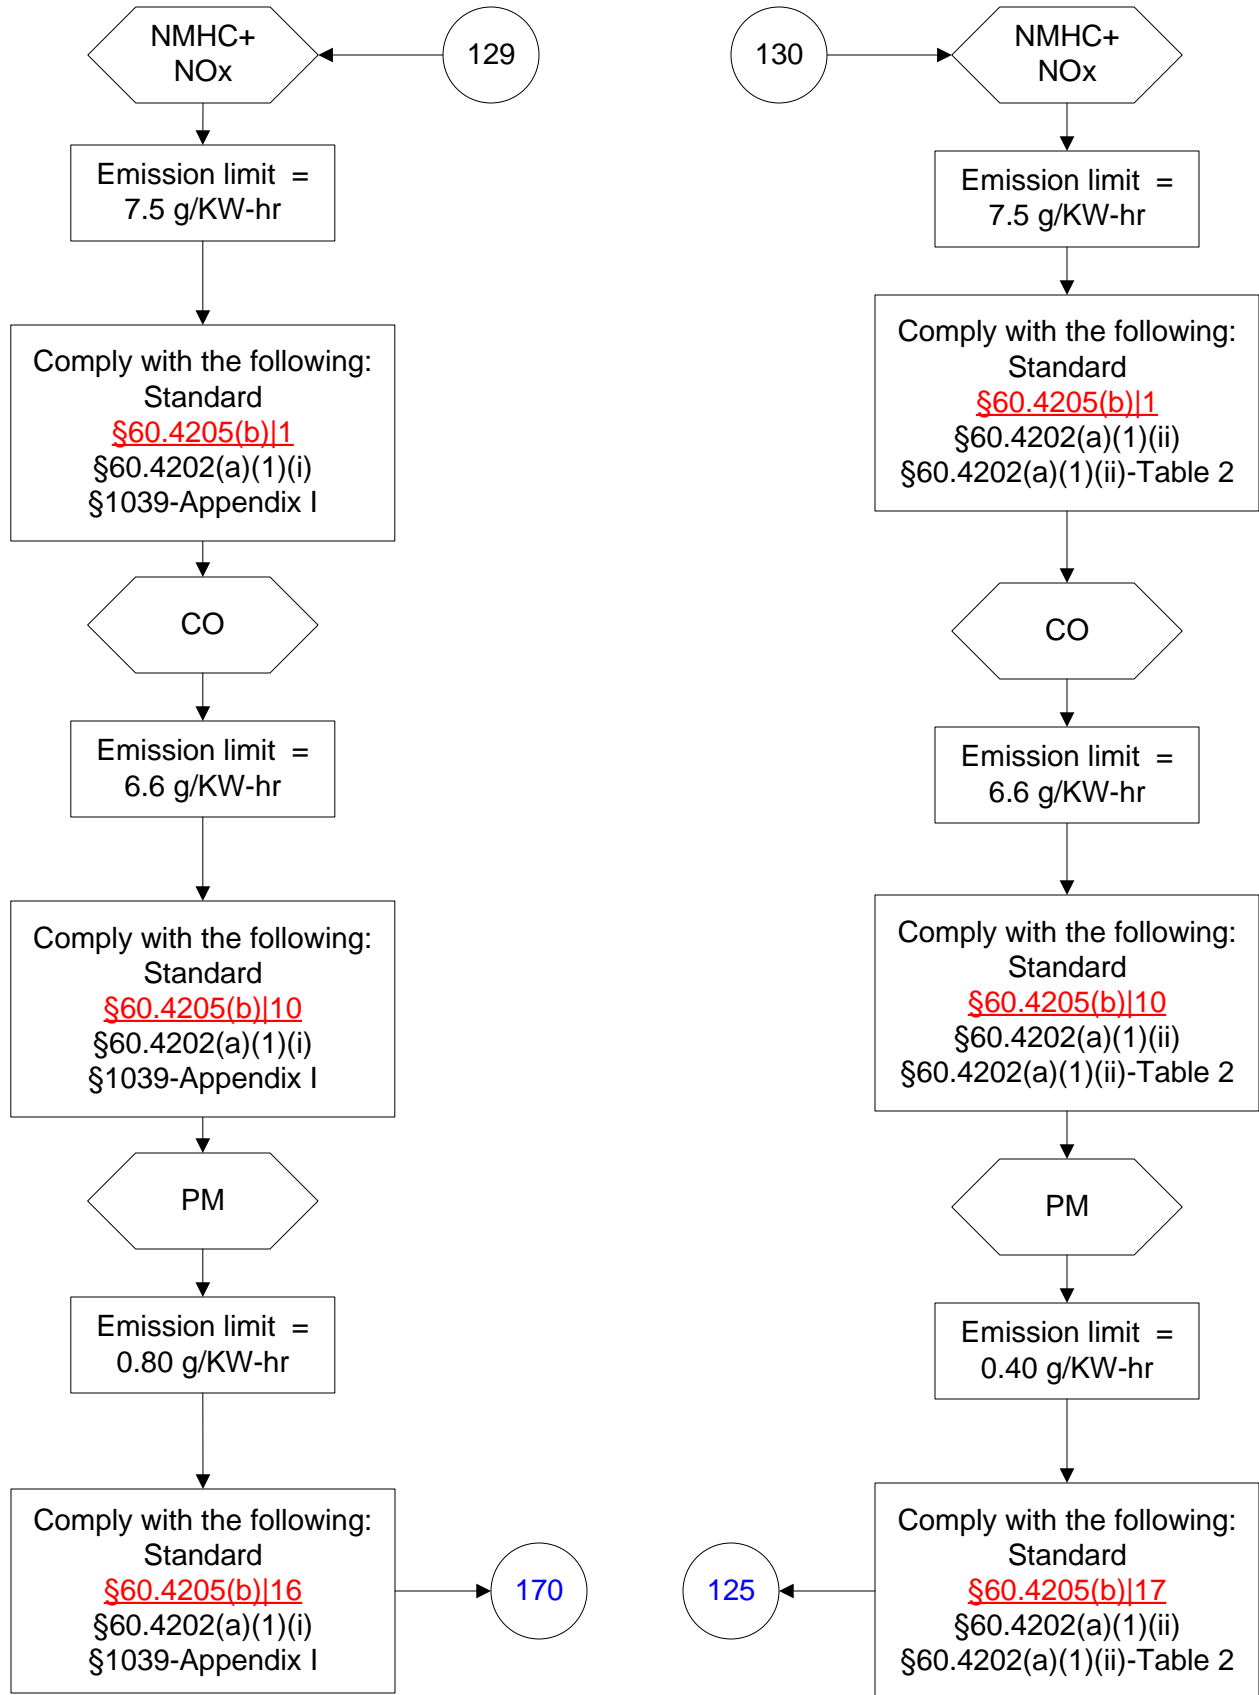 NMHC+
NOx
129
Emission limit =
7.5 g/KW-hr
Comply with the following:
Standard
§60.4205(b)|1
§60.4202(a)(1)(i)
§1039-Appendix I
CO
Emission limit =
6.6 g/KW-hr
Comply with the following:
Standard
§60.4205(b)|10
§60.4202(a)(1)(i)
§1039-Appendix I
PM
Emission limit =
0.80 g/KW-hr
Comply with the following:
Standard
§60.4205(b)|16
§60.4202(a)(1)(i)
§1039-Appendix I
170
130
NMHC+
NOx
Emission limit =
7.5 g/KW-hr
Comply with the following:
Standard
§60.4205(b)|1
§60.4202(a)(1)(ii)
§60.4202(a)(1)(ii)-Table 2
CO
Emission limit =
6.6 g/KW-hr
Comply with the following:
Standard
§60.4205(b)|10
§60.4202(a)(1)(ii)
§60.4202(a)(1)(ii)-Table 2
PM
Emission limit =
0.40 g/KW-hr
Comply with the following:
Standard
§60.4205(b)|17
§60.4202(a)(1)(ii)
§60.4202(a)(1)(ii)-Table 2
125